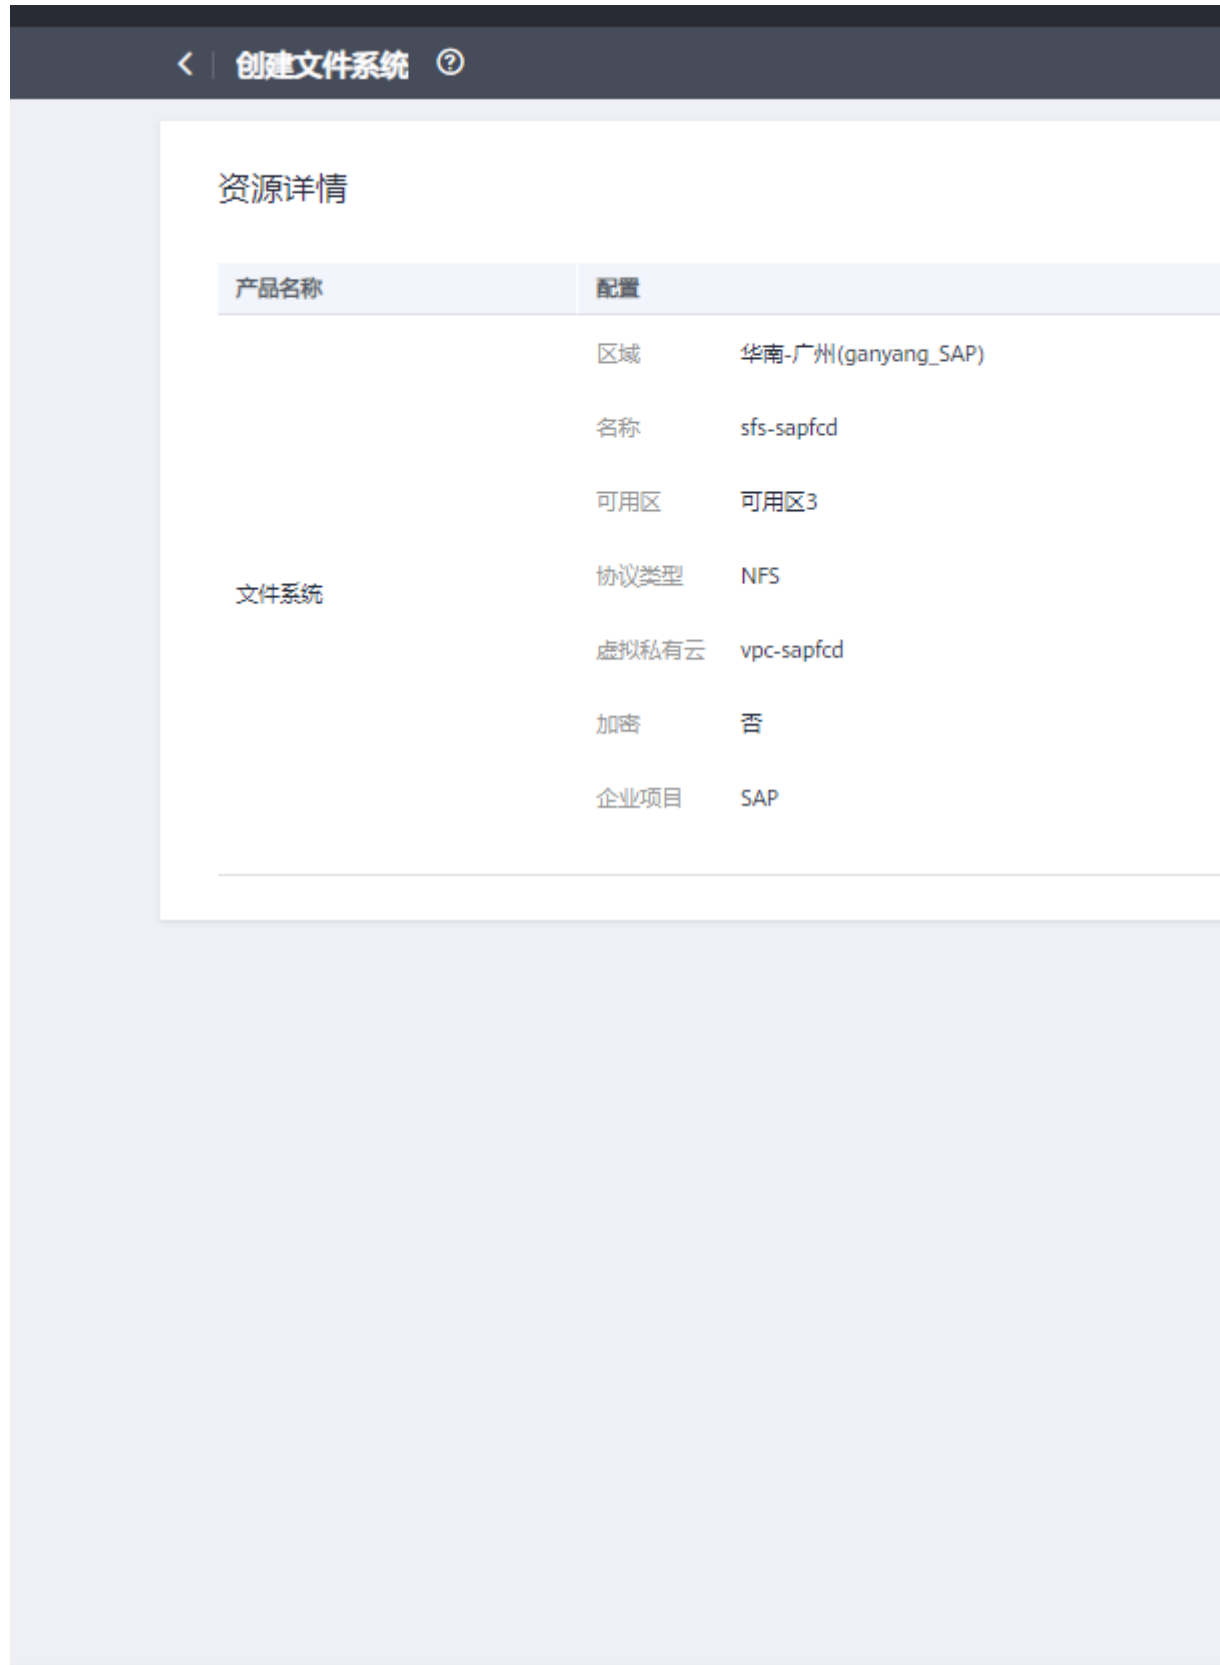 创建文件系统
资源详情
产品名称 配置
区域 华南-广州(ganyang_SAP)
名称 sfs-sapfcd
可用区 可用区3
协议类型 NFS
文件系统
虚拟私有云 vpc-sapfcd
加密 否
企业项目 SAP